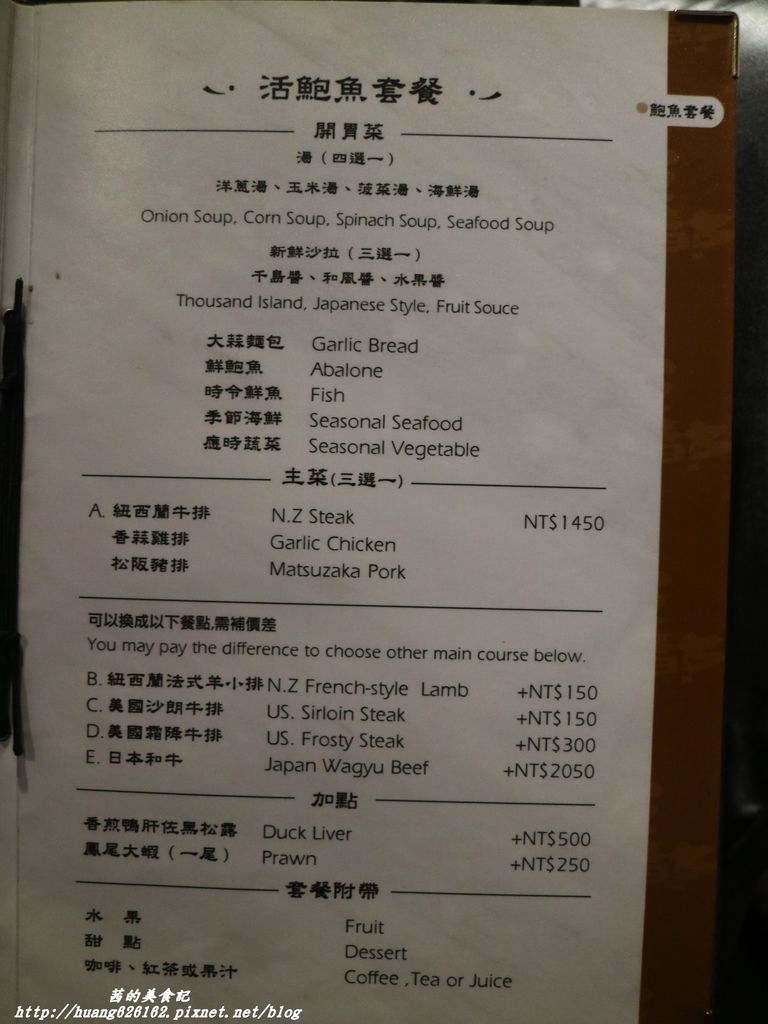 活鮑魚套餐
鮑魚套餐
開胃菜
湯（四選一）
洋蔥湯、玉米湯、菠菜湯、海鮮湯
Onion Soup, Corn Soup, Spinach Soup, Seafood Soup
新鮮沙拉（三選一）
千島醬、和風醬、水果醬
Thousand Island, Japanese Style, Fruit Souce
大蒜麵包 Garlic Bread
鮮鮑魚 Abalone
時令鮮魚 Fish
季節海鮮 Seasonal Seafood
應時蔬菜 Seasonal Vegetable
主菜(三選一)
A. 紐西蘭牛排 N.Z Steak NT$1450
香蒜雞排 Garlic Chicken
松阪豬排 Matsuzaka Pork
可以換成以下餐點,需補價差
You may pay the difference to choose other main course below.
B. 紐西蘭法式羊小排 N.Z French-style Lamb +NT$150
C. 美國沙朗牛排 US. Sirloin Steak +NT$150
D. 美國霜降牛排 US. Frosty Steak +NT$300
E. 日本和牛 Japan Wagyu Beef +NT$2050
加點
香煎鴨肝佐黑松露 Duck Liver +NT$500
鳳尾大蝦（一尾） Prawn +NT$250
套餐附帶
水 果 Fruit
甜 點 Dessert
咖啡、紅茶或果汁 Coffee ,Tea or Juice
茜的美食記
http://huang626162.pixnet.net/blog